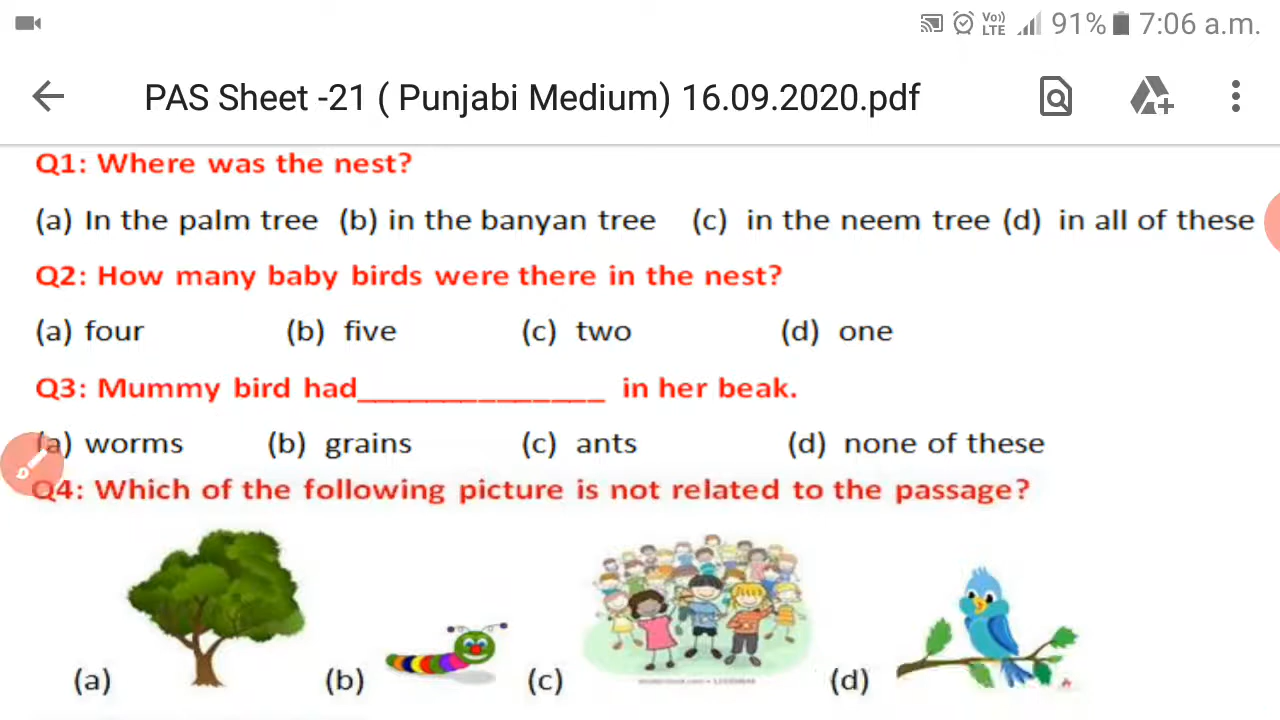 Vo)) LTE 91% 7:06 a.m.
PAS Sheet -21 ( Punjabi Medium) 16.09.2020.pdf
Q1: Where was the nest?
(a) In the palm tree (b) in the banyan tree (c) in the neem tree (d) in all of these
Q2: How many baby birds were there in the nest?
(a) four (b) five (c) two (d) one
Q3: Mummy bird had______________ in her beak.
(a) worms (b) grains (c) ants (d) none of these
Q4: Which of the following picture is not related to the passage?
(a) (b) (c) (d)